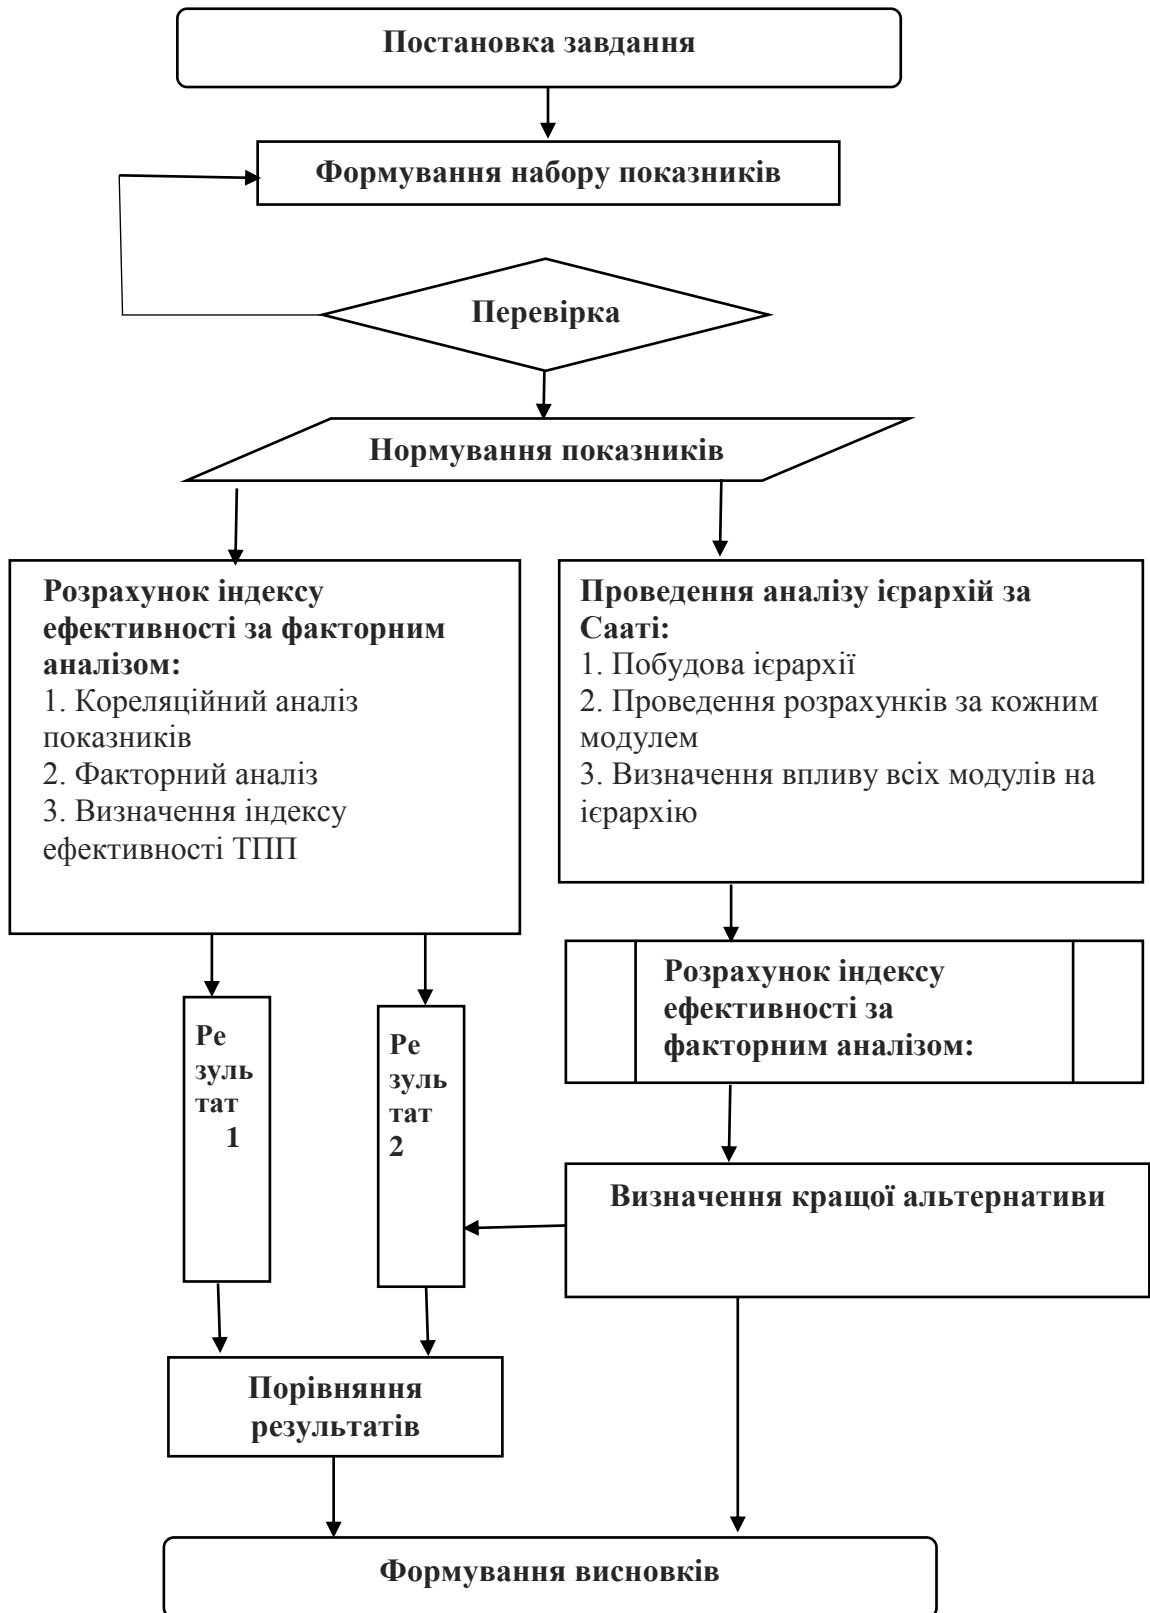 Постановка завдання
Формування набору показників
Перевірка
Нормування показників
Розрахунок індексу
ефективності за факторним
аналізом:
1. Кореляційний аналіз
показників
2. Факторний аналіз
3. Визначення індексу
ефективності ТПП
Проведення аналізу ієрархій за
Сааті:
1. Побудова ієрархії
2. Проведення розрахунків за кожним
модулем
3. Визначення впливу всіх модулів на
ієрархію
Розрахунок індексу
ефективності за
факторним аналізом:
Ре
зуль
тат
1
Ре
зуль
тат
2
Визначення кращої альтернативи
Порівняння
результатів
Формування висновків